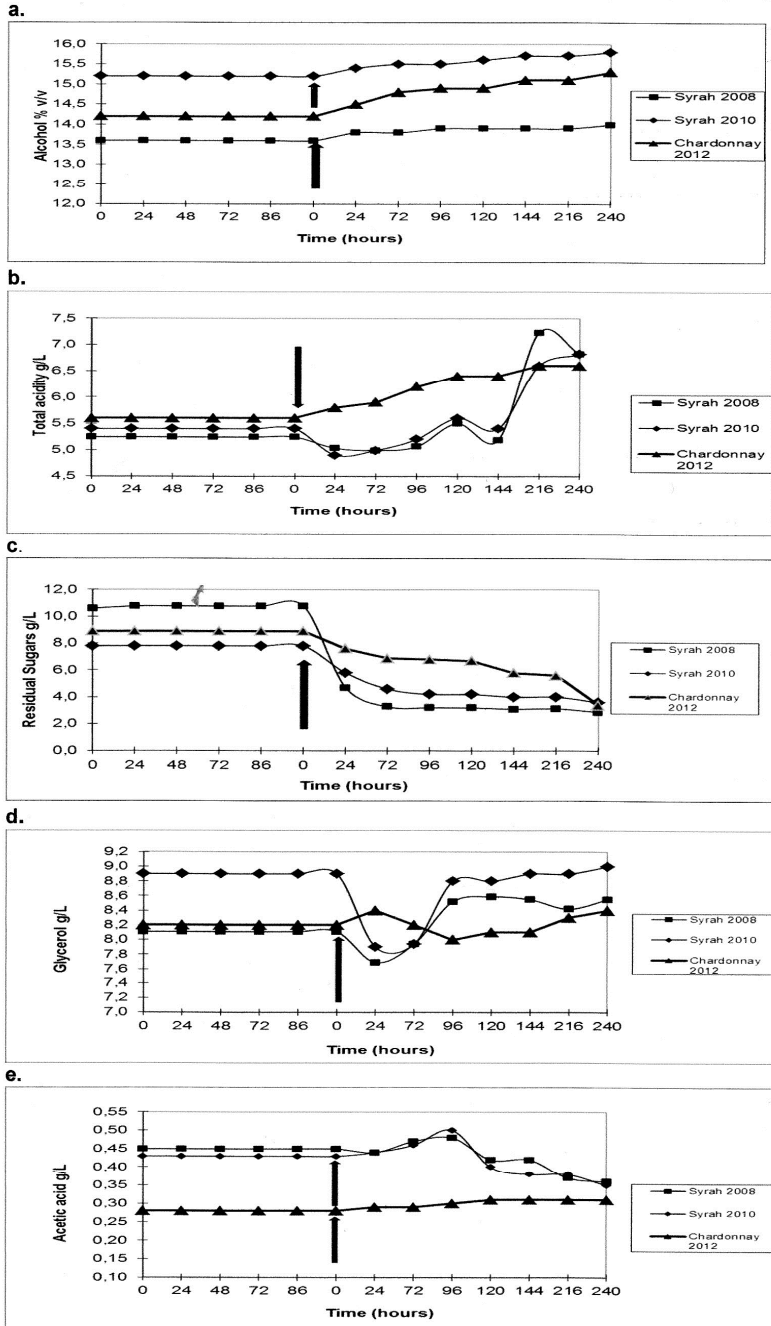 a.
Alcohol % v/v
16,0
15,5
15,0
14,5
14,0
13,5
13,0
12,5
12,0
0 24 48 72 86 0 24 72 96 120 144 216 240
Time (hours)
Syrah 2008
Syrah 2010
Chardonnay
2012
b.
Total acidity g/L
7,5
7,0
6,5
6,0
5,5
5,0
4,5
0 24 48 72 86 0 24 72 96 120 144 216 240
Time (hours)
Syrah 2008
Syrah 2010
Chardonnay
2012
c.
Residual Sugars g/L
12,0
10,0
8,0
6,0
4,0
2,0
0,0
0 24 48 72 86 0 24 72 96 120 144 216 240
Time (hours)
Syrah 2008
Syrah 2010
Chardonnay
2012
d.
Glycerol g/L
9,2
9,0
8,8
8,6
8,4
8,2
8,0
7,8
7,6
7,4
7,2
7,0
0 24 48 72 86 0 24 72 96 120 144 216 240
Time (hours)
Syrah 2008
Syrah 2010
Chardonnay
2012
e.
Acetic acid g/L
0,55
0,50
0,45
0,40
0,35
0,30
0,25
0,20
0,15
0,10
0 24 48 72 86 0 24 72 96 120 144 216 240
Time (hours)
Syrah 2008
Syrah 2010
Chardonnay
2012